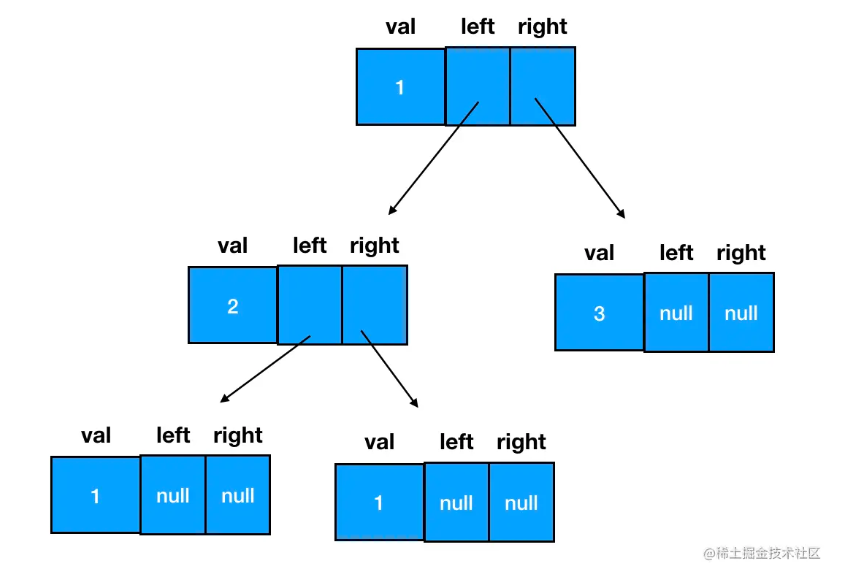 val left right
1
val left right
2
val left right
3 null null
val left right
1 null null
val left right
1 null null
@稀土掘金技术社区